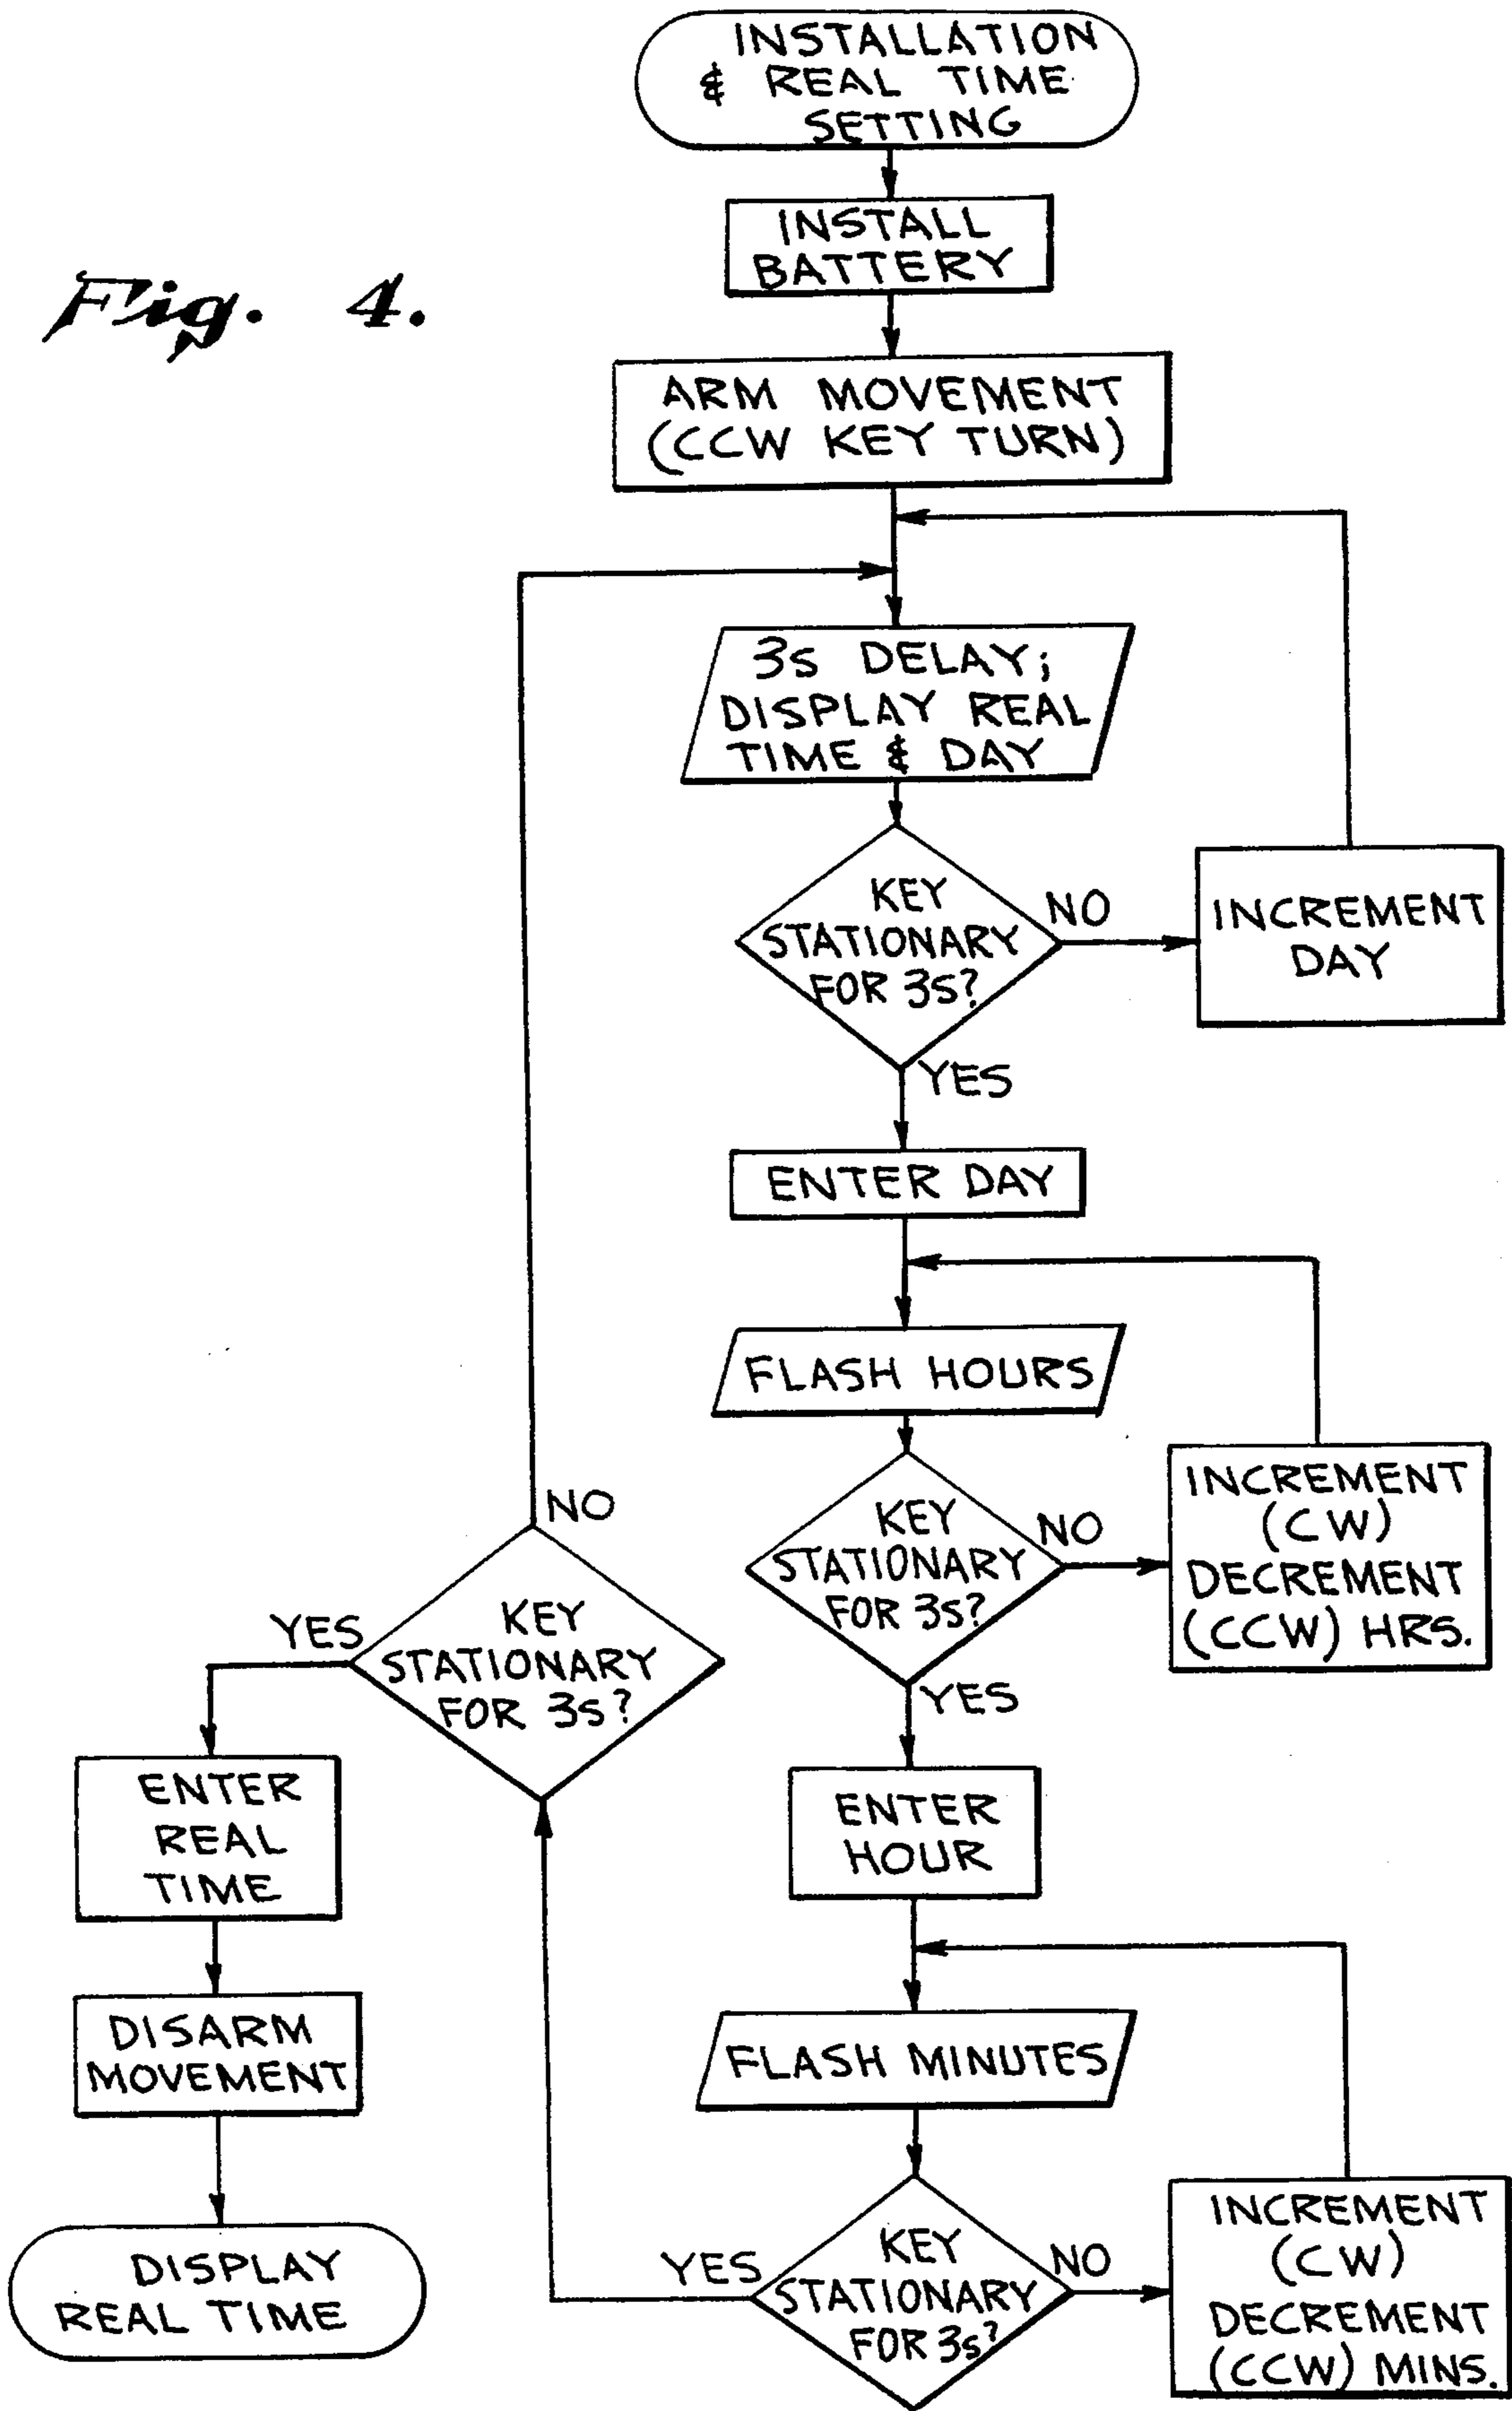 INSTALLATION
& REAL TIME
SETTING
INSTALL
BATTERY
Fig. 4.
ARM MOVEMENT
(CCW KEY TURN)
3s DELAY;
DISPLAY REAL
TIME & DAY
KEY
STATIONARY
FOR 3s?
NO
INCREMENT
DAY
YES
ENTER DAY
FLASH HOURS
KEY
STATIONARY
FOR 3s?
NO
INCREMENT
(CW)
DECREMENT
(CCW) HRS.
YES
ENTER
HOUR
FLASH MINUTES
KEY
STATIONARY
FOR 3s?
NO
INCREMENT
(CW)
DECREMENT
(CCW) MINS.
YES
KEY
STATIONARY
FOR 3s?
NO
YES
ENTER
REAL
TIME
DISARM
MOVEMENT
DISPLAY
REAL TIME